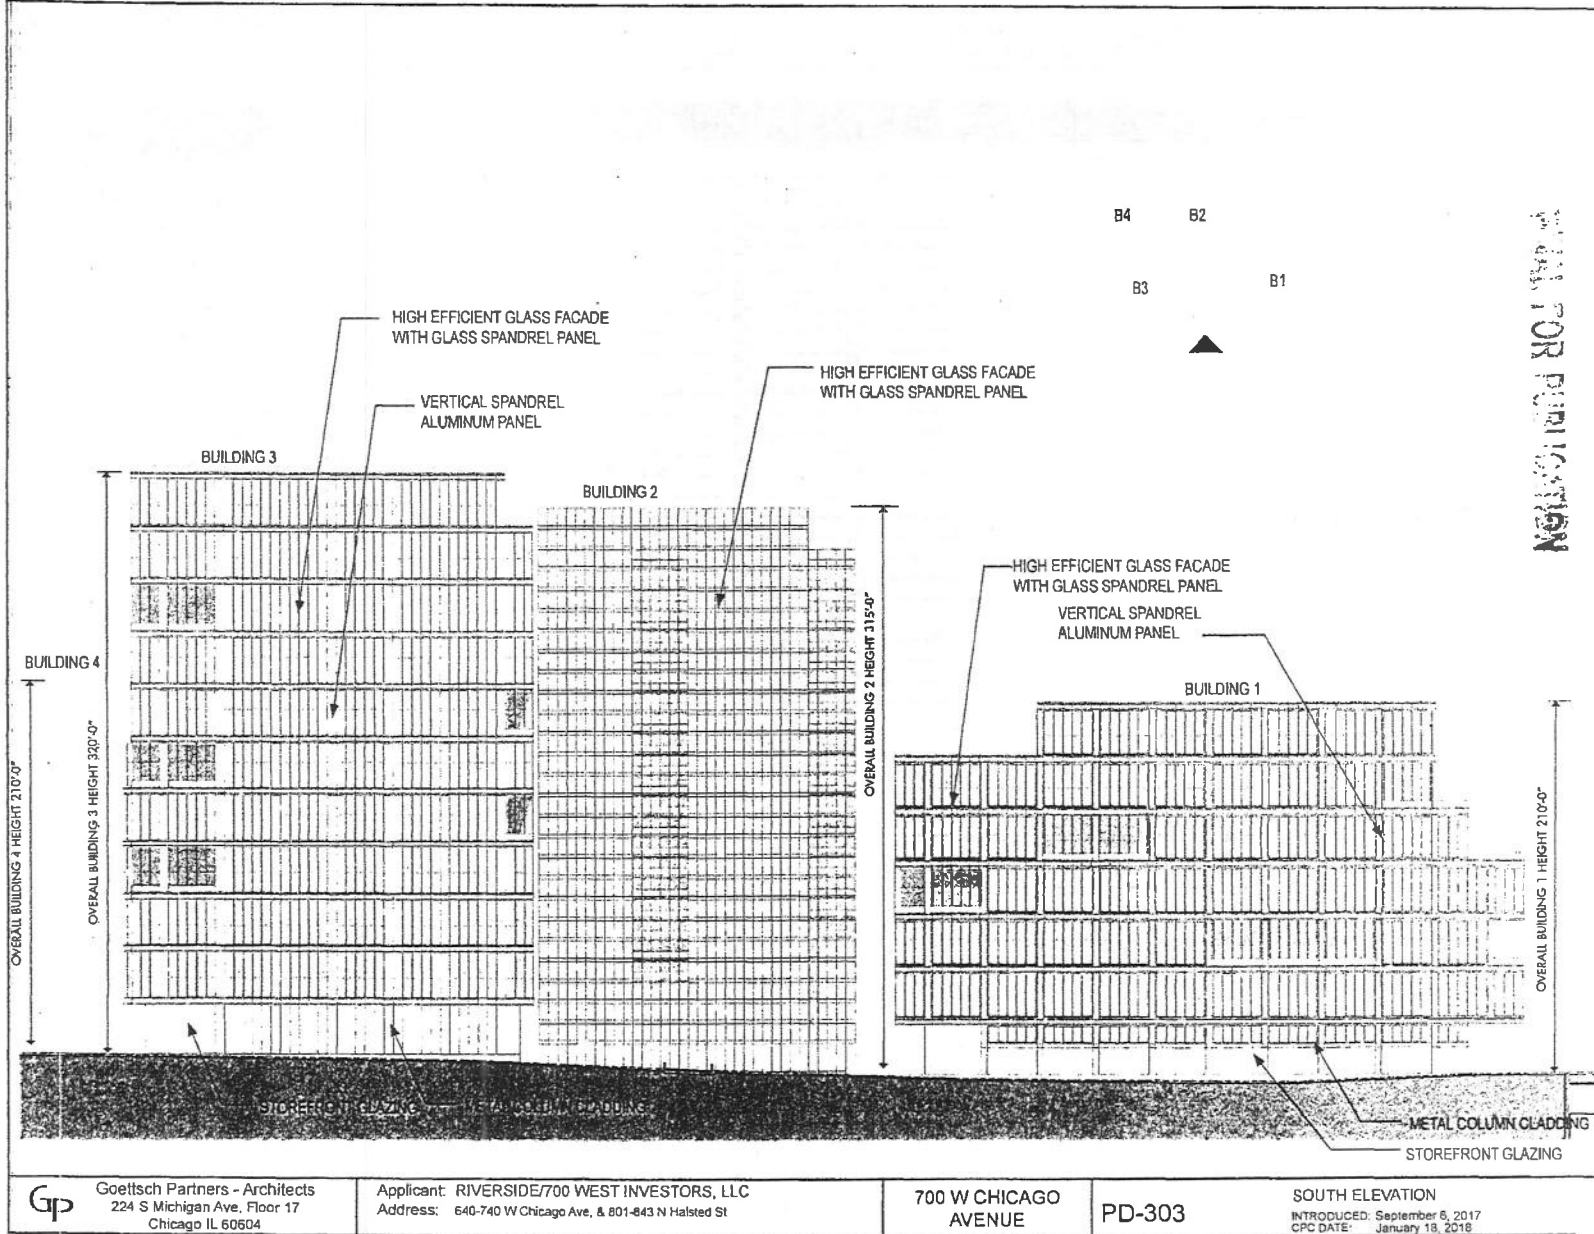 B4 B2
B3 B1
FINAL FOR PUBLICATION
HIGH EFFICIENT GLASS FACADE
WITH GLASS SPANDREL PANEL
VERTICAL SPANDREL
ALUMINUM PANEL
HIGH EFFICIENT GLASS FACADE
WITH GLASS SPANDREL PANEL
BUILDING 3
BUILDING 2
HIGH EFFICIENT GLASS FACADE
WITH GLASS SPANDREL PANEL
VERTICAL SPANDREL
ALUMINUM PANEL
BUILDING 4
BUILDING 1
OVERALL BUILDING 4 HEIGHT 210'-0"
OVERALL BUILDING 3 HEIGHT 320'-0"
OVERALL BUILDING 2 HEIGHT 315'-0"
OVERALL BUILDING 1 HEIGHT 210'-0"
STOREFRONT GLAZING
METAL COLUMN CLADDING
METAL COLUMN CLADDING
STOREFRONT GLAZING
GP
Goettsch Partners - Architects
224 S Michigan Ave, Floor 17
Chicago IL 60604
Applicant: RIVERSIDE/700 WEST INVESTORS, LLC
Address: 640-740 W Chicago Ave, & 801-843 N Halsted St
700 W CHICAGO
AVENUE
PD-303
SOUTH ELEVATION
INTRODUCED: September 6, 2017
CPC DATE: January 18, 2018